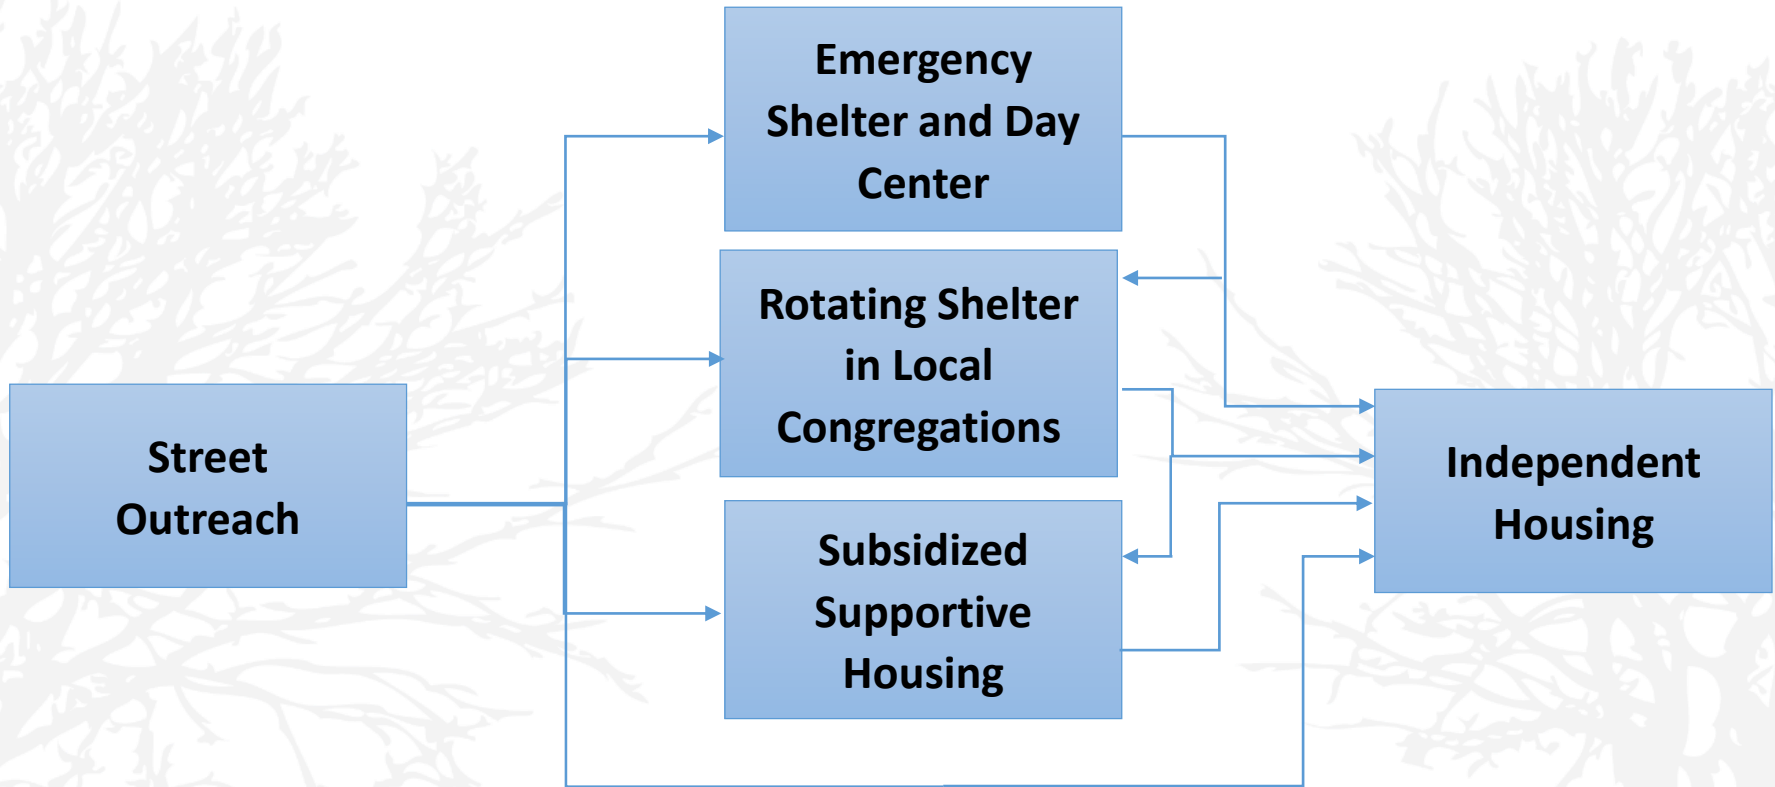 Emergency
Shelter and Day
Center
Rotating Shelter
in Local
Congregations
Street
Outreach
Subsidized
Supportive
Housing
Independent
Housing